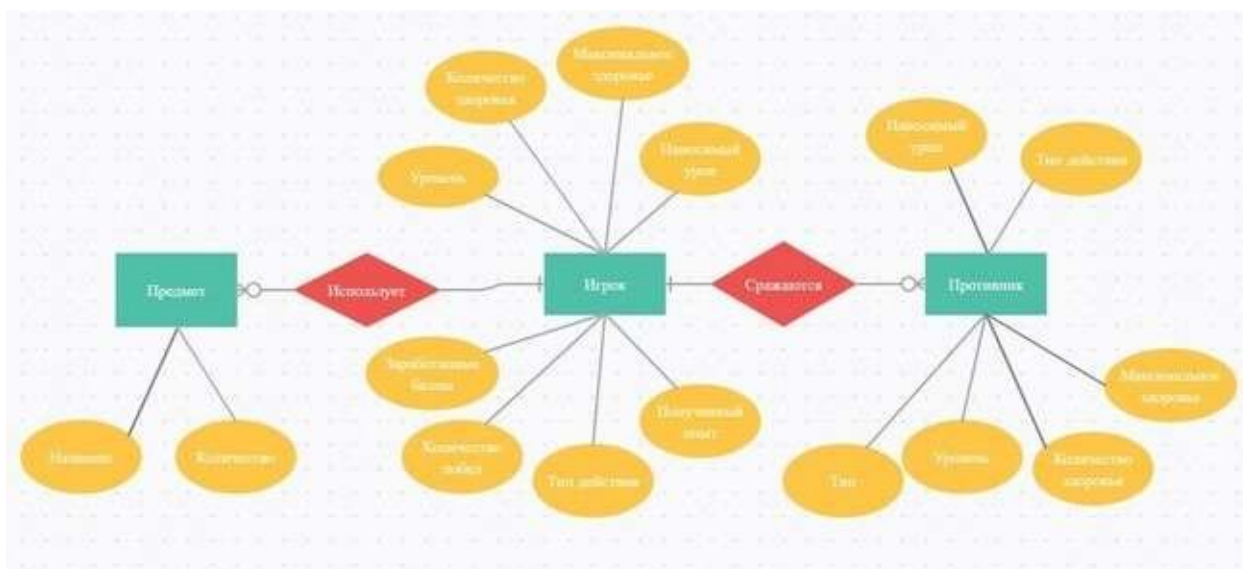 Максимальное
здоровье
Количество
здоровья
Наносимый
урон
Уровень
Наносимый
урон
Тип действия
Предмет
Использует
Игрок
Сражаются
Противник
Заработанные
баллы
Полученный
опыт
Количество
побед
Тип действия
Название
Количество
Максимальное
здоровье
Тип
Уровень
Количество
здоровья